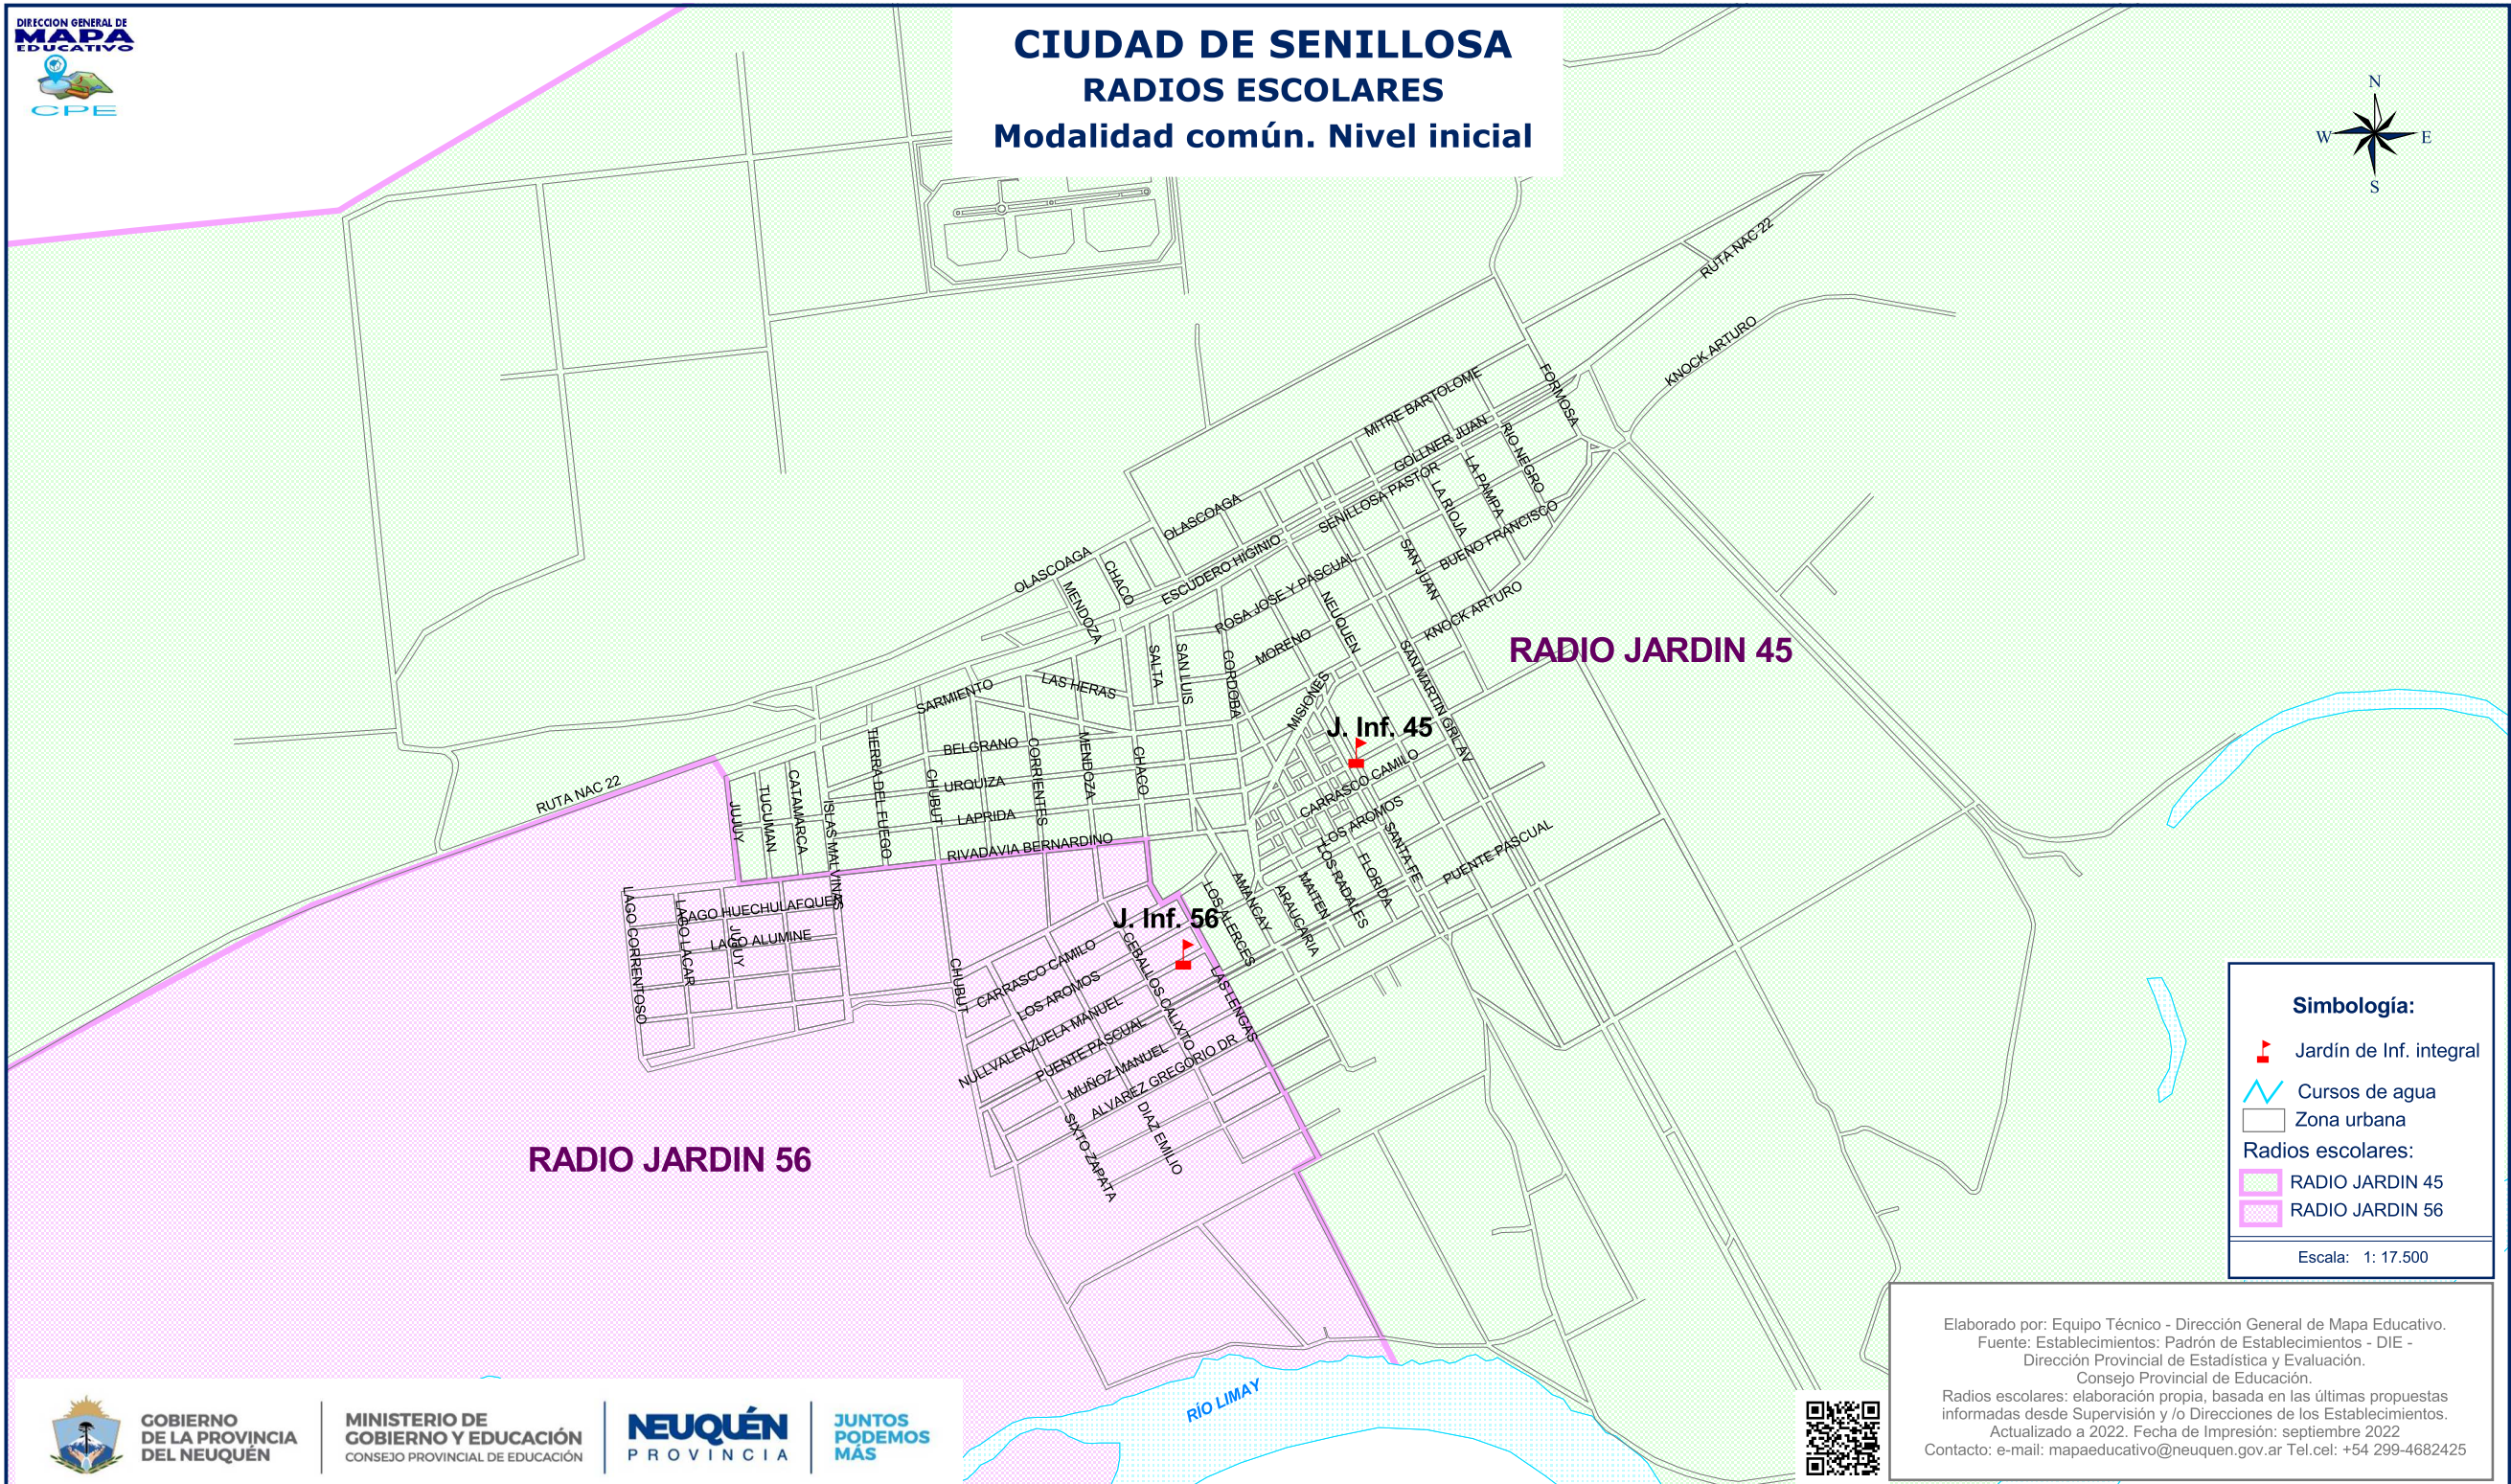 DIRECCION GENERAL DE
MAPA
EDUCATIVO
CPE
CIUDAD DE SENILLOSA
RADIOS ESCOLARES
Modalidad común. Nivel inicial
N
W
E
S
RUTA NAC 22
KNOCK ARTURO
MITRE BARTOLOME
FORMOSA
GOLLNER JUAN
RIO NEGRO
LA PAMPA
SENILLOSA PASTOR
LA RIOJA
OLASCOAGA
BUENO FRANCISCO
OLASCOAGA
ESCUDERO HIGINIO
SAN JUAN
CHACO
MENDOZA
ROSA JOSE Y PASCUAL
NEUQUEN
KNOCK ARTURO
MORENO
RADIO JARDIN 45
SALTA
SAN LUIS
CORDOBA
SAN MARTIN GRL AV
LAS HERAS
SARMIENTO
MISIONES
J. Inf. 45
TIERRA DEL FUEGO
BELGRANO
CORRIENTES
MENDOZA
CHACO
CARRASCO CAMILO
RUTA NAC 22
JUJUY
TUCUMAN
CATAMARCA
ISLAS MALVINAS
CHUBUT
URQUIZA
LAPRIDA
RIVADAVIA BERNARDINO
LOS AROMOS
SANTA FE
PUENTE PASCUAL
LOS RADALES
FLORIDA
MAITEN
ARAUCARIA
AMANCAY
LOS ALERCES
LAGO CORRENTOSO
LAGO LACAR
LAGO HUECHULAFQUEN
JUJUY
LAGO ALUMINE
J. Inf. 56
CHUBUT
CARRASCO CAMILO
CEBALLOS CALIXTO
LAS LENGAS
LOS AROMOS
NULLVALENZUELA MANUEL
PUENTE PASCUAL
MUÑOZ MANUEL
ALVAREZ GREGORIO DR
SIXTO ZAPATA
DIAZ EMILIO
RADIO JARDIN 56
RÍO LIMAY
Simbología:
Jardín de Inf. integral
Cursos de agua
Zona urbana
Radios escolares:
RADIO JARDIN 45
RADIO JARDIN 56
Escala: 1: 17.500
Elaborado por: Equipo Técnico - Dirección General de Mapa Educativo.
Fuente: Establecimientos: Padrón de Establecimientos - DIE -
Dirección Provincial de Estadística y Evaluación.
Consejo Provincial de Educación.
Radios escolares: elaboración propia, basada en las últimas propuestas
informadas desde Supervisión y /o Direcciones de los Establecimientos.
Actualizado a 2022. Fecha de Impresión: septiembre 2022
Contacto: e-mail: mapaeducativo@neuquen.gov.ar Tel.cel: +54 299-4682425
GOBIERNO
DE LA PROVINCIA
DEL NEUQUÉN
MINISTERIO DE
GOBIERNO Y EDUCACIÓN
CONSEJO PROVINCIAL DE EDUCACIÓN
NEUQUÉN
PROVINCIA
JUNTOS
PODEMOS
MÁS